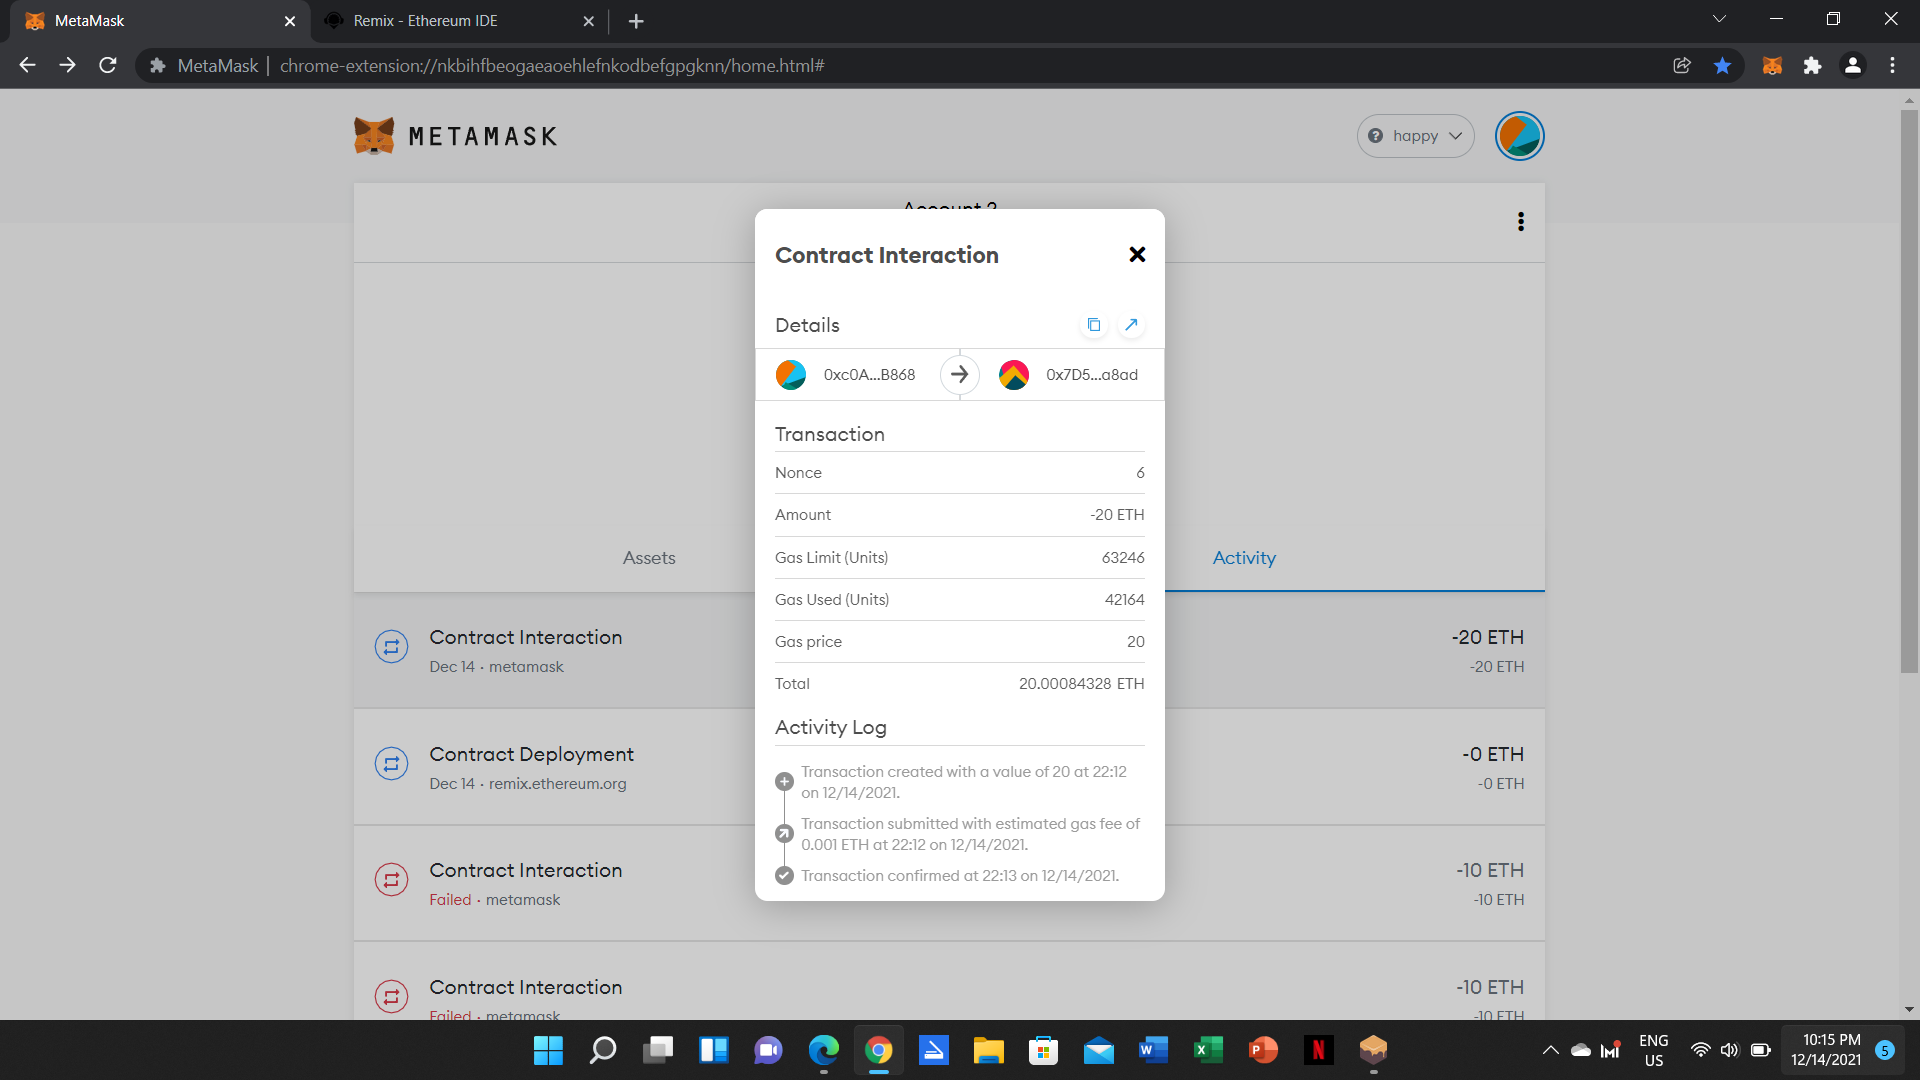 MetaMask
Remix - Ethereum IDE
MetaMask | chrome-extension://nkbihfbeogaeaoehlefnkodbefgpgknn/home.html#
METAMASK
happy
Account 2
Contract Interaction
Details
0xc0A...B868
0x7D5...a8ad
Transaction
Nonce 6
Amount -20 ETH
Gas Limit (Units) 63246
Gas Used (Units) 42164
Gas price 20
Total 20.00084328 ETH
Activity Log
Transaction created with a value of 20 at 22:12
on 12/14/2021.
Transaction submitted with estimated gas fee of
0.001 ETH at 22:12 on 12/14/2021.
Transaction confirmed at 22:13 on 12/14/2021.
Assets
Activity
Contract Interaction -20 ETH
Dec 14 · metamask -20 ETH
Contract Deployment -0 ETH
Dec 14 · remix.ethereum.org -0 ETH
Contract Interaction -10 ETH
Failed · metamask -10 ETH
Contract Interaction -10 ETH
Failed · metamask -10 ETH
ENG
US
10:15 PM
12/14/2021
5